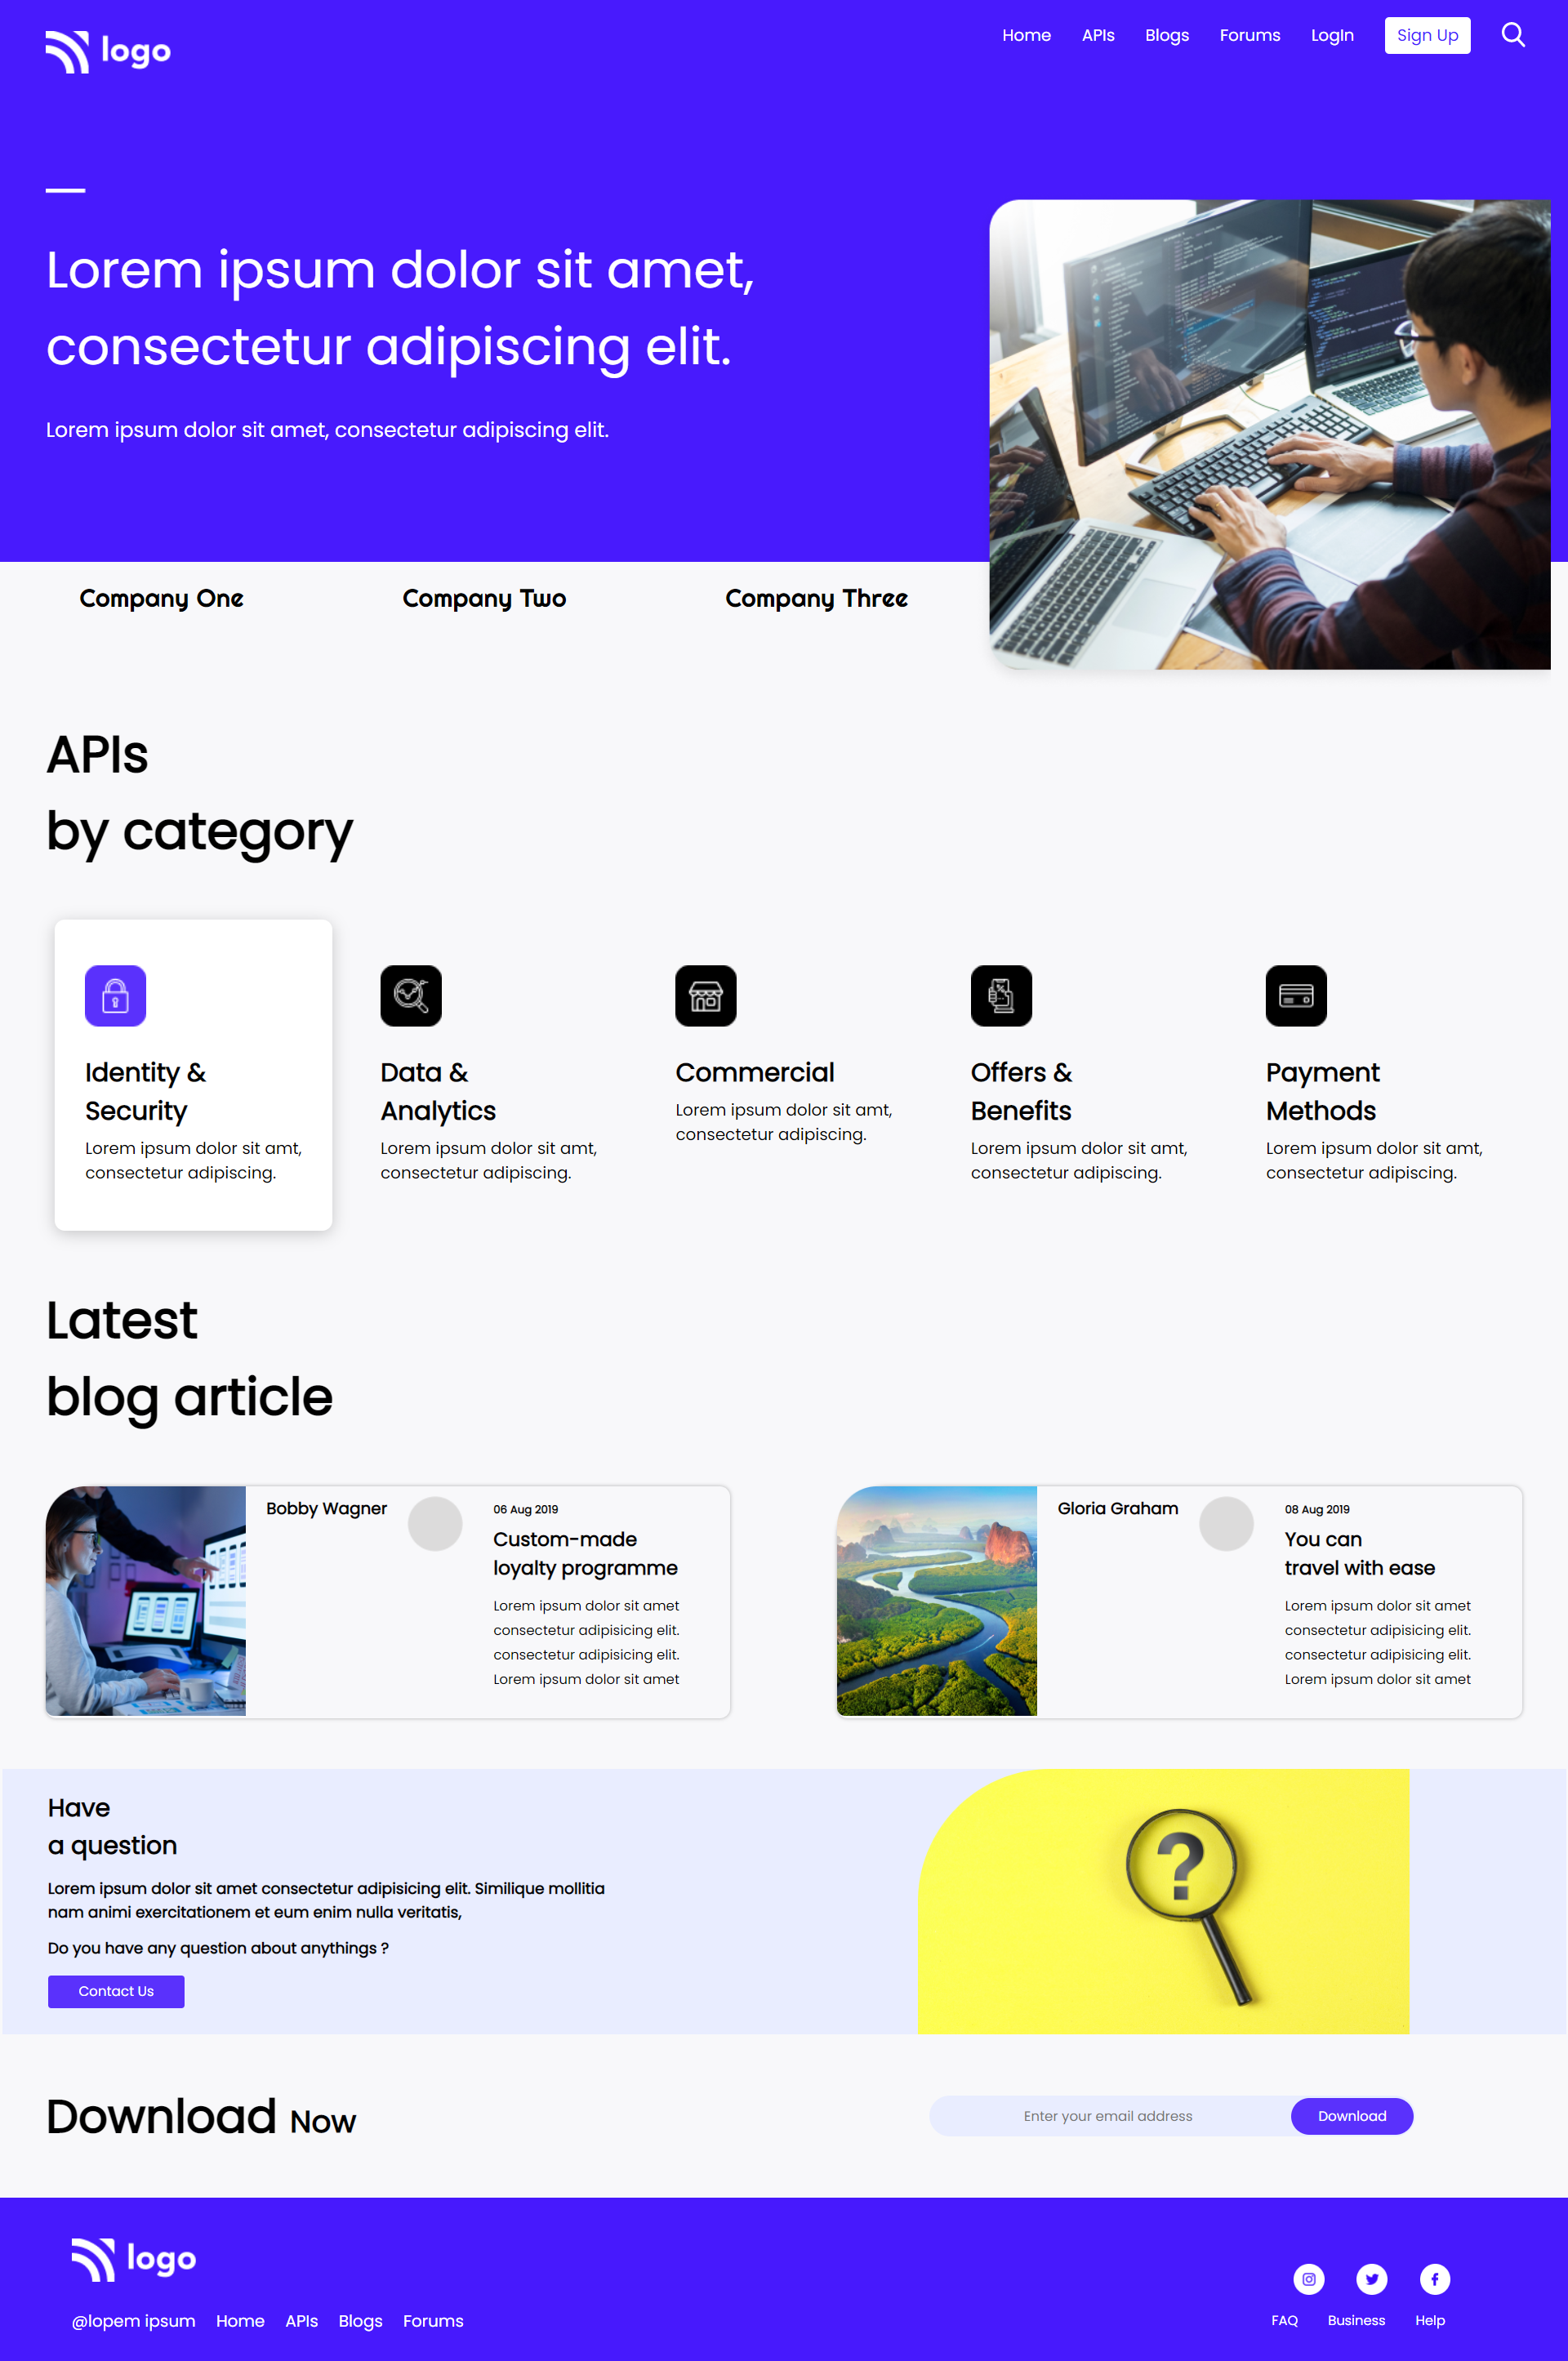 logo
Home APIs Blogs Forums LogIn Sign Up
Lorem ipsum dolor sit amet,
consectetur adipiscing elit.
Lorem ipsum dolor sit amet, consectetur adipiscing elit.
Company One Company Two Company Three
APIs
by category
Identity &
Security
Lorem ipsum dolor sit amt,
consectetur adipiscing.
Data &
Analytics
Lorem ipsum dolor sit amt,
consectetur adipiscing.
Commercial
Lorem ipsum dolor sit amt,
consectetur adipiscing.
Offers &
Benefits
Lorem ipsum dolor sit amt,
consectetur adipiscing.
Payment
Methods
Lorem ipsum dolor sit amt,
consectetur adipiscing.
Latest
blog article
Bobby Wagner
06 Aug 2019
Custom-made
loyalty programme
Lorem ipsum dolor sit amet
consectetur adipisicing elit.
consectetur adipisicing elit.
Lorem ipsum dolor sit amet
Gloria Graham
08 Aug 2019
You can
travel with ease
Lorem ipsum dolor sit amet
consectetur adipisicing elit.
consectetur adipisicing elit.
Lorem ipsum dolor sit amet
Have
a question
Lorem ipsum dolor sit amet consectetur adipisicing elit. Similique mollitia
nam animi exercitationem et eum enim nulla veritatis,
Do you have any question about anythings ?
Contact Us
?
Download Now
Enter your email address Download
logo
@lopem ipsum Home APIs Blogs Forums
FAQ Business Help